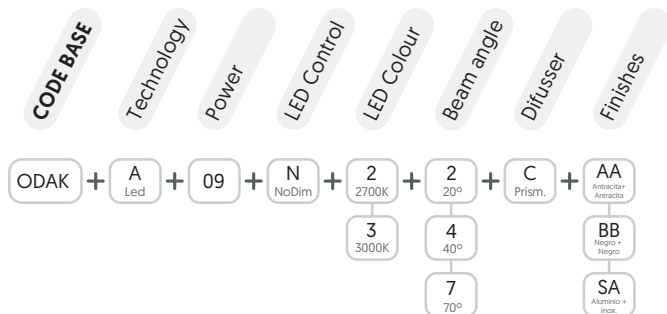 CODE BASE
Technology
Power
LED Control
LED Colour
Beam angle
Difusser
Finishes
ODAK + A + 09 + N + 2 + 2 + C + AA
Led NoDim 2700K 20º Prism. Antracita+
Antracita
3 4 BB
3000K 40º Negro +
Negro
7 SA
70º Aluminio +
Inox.